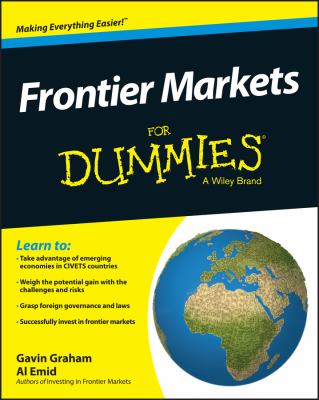 Making Everything Easier!™
Frontier Markets
FOR
DUMMIES®
A Wiley Brand
Learn to:
• Take advantage of emerging
economies in CIVETS countries
• Weigh the potential gain with the
challenges and risks
• Grasp foreign governance and laws
• Successfully invest in frontier markets
Gavin Graham
Al Emid
Authors of Investing in Frontier Markets